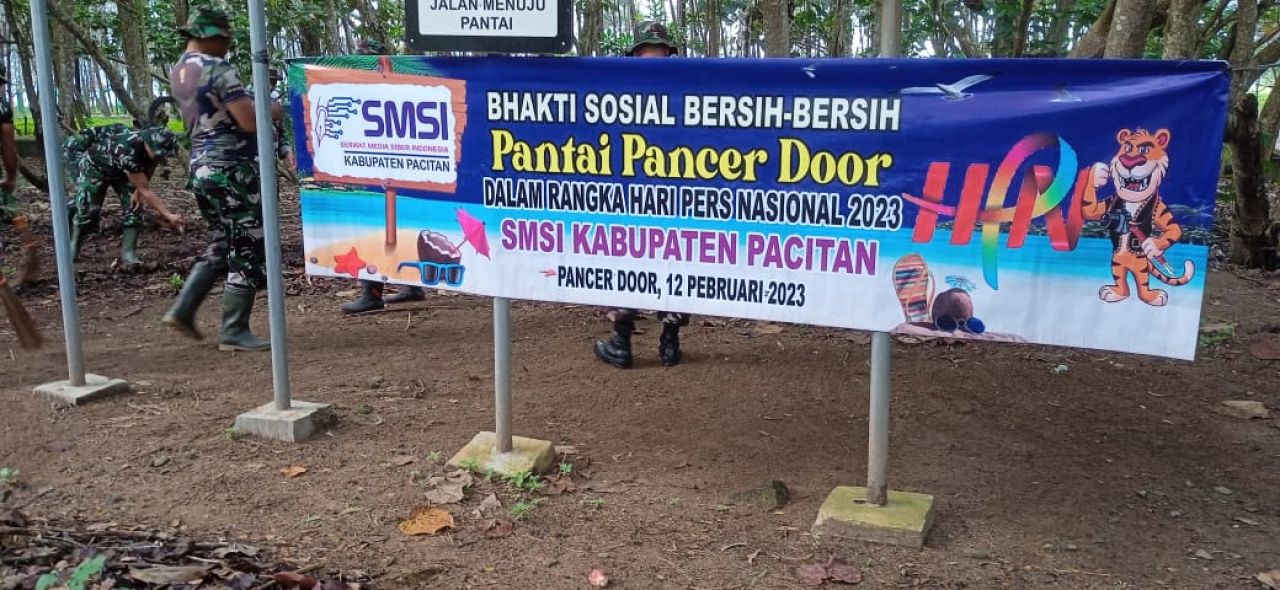 JALAN MENUJU
PANTAI
SMSI
SERIKAT MEDIA SIBER INDONESIA
KABUPATEN PACITAN
BHAKTI SOSIAL BERSIH-BERSIH
Pantai Pancer Door
DALAM RANGKA HARI PERS NASIONAL 2023
SMSI KABUPATEN PACITAN
PANCER DOOR, 12 PEBRUARI 2023
HPN